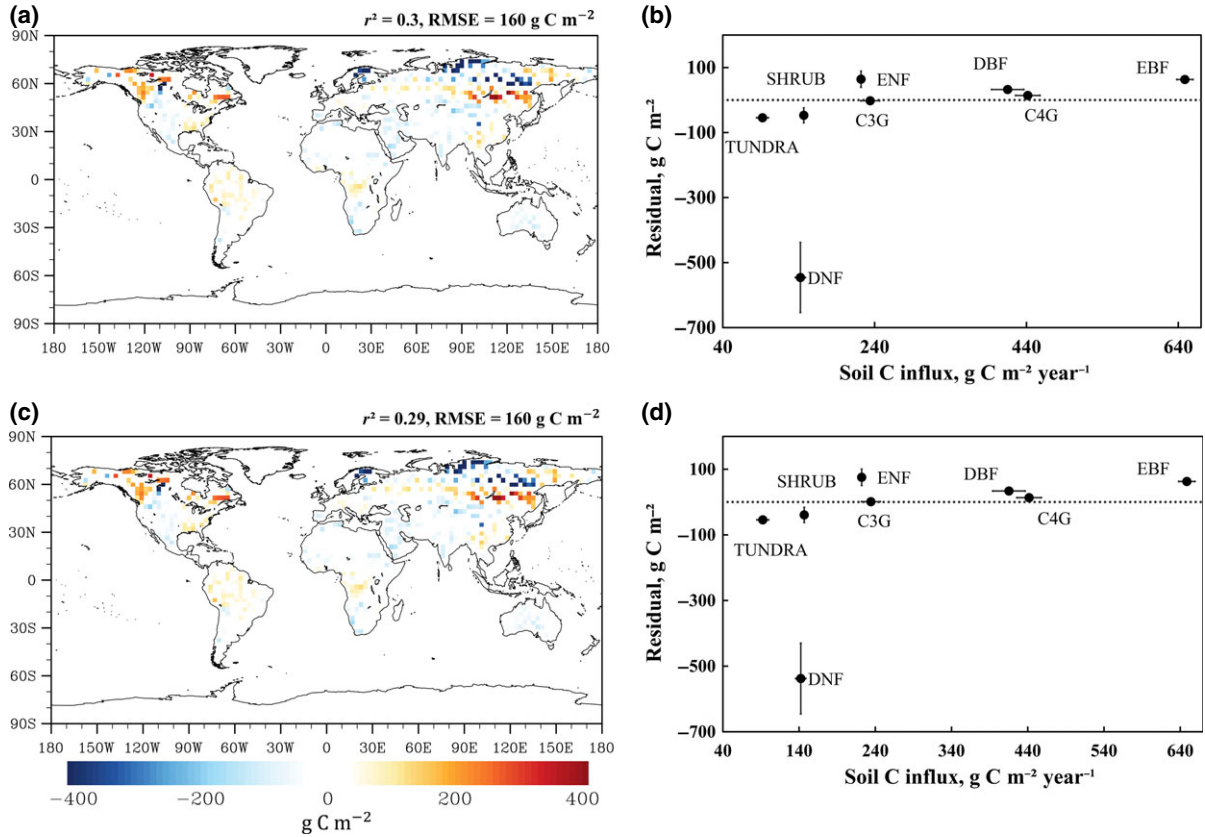 (a)
r² = 0.3, RMSE = 160 g C m⁻²
90N
60N
30N
0
30S
60S
90S
180 150W 120W 90W 60W 30W 0 30E 60E 90E 120E 150E 180
(b)
Residual, g C m⁻²
100
−100
−300
−500
−700
SHRUB
ENF
DBF
EBF
C3G
C4G
TUNDRA
DNF
40 240 440 640
Soil C influx, g C m⁻² year⁻¹
(c)
r² = 0.29, RMSE = 160 g C m⁻²
90N
60N
30N
0
30S
60S
90S
180 150W 120W 90W 60W 30W 0 30E 60E 90E 120E 150E 180
−400 −200 0 200 400
g C m⁻²
(d)
Residual, g C m⁻²
100
−100
−300
−500
−700
SHRUB
ENF
DBF
EBF
C3G
C4G
TUNDRA
DNF
40 140 240 340 440 540 640
Soil C influx, g C m⁻² year⁻¹